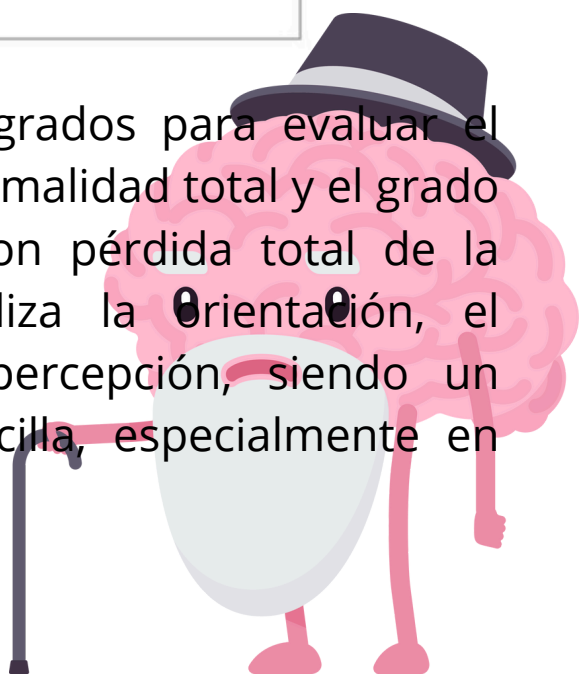 grados para evaluar el
malidad total y el grado
on pérdida total de la
liza la orientación, el
percepción, siendo un
cilla, especialmente en